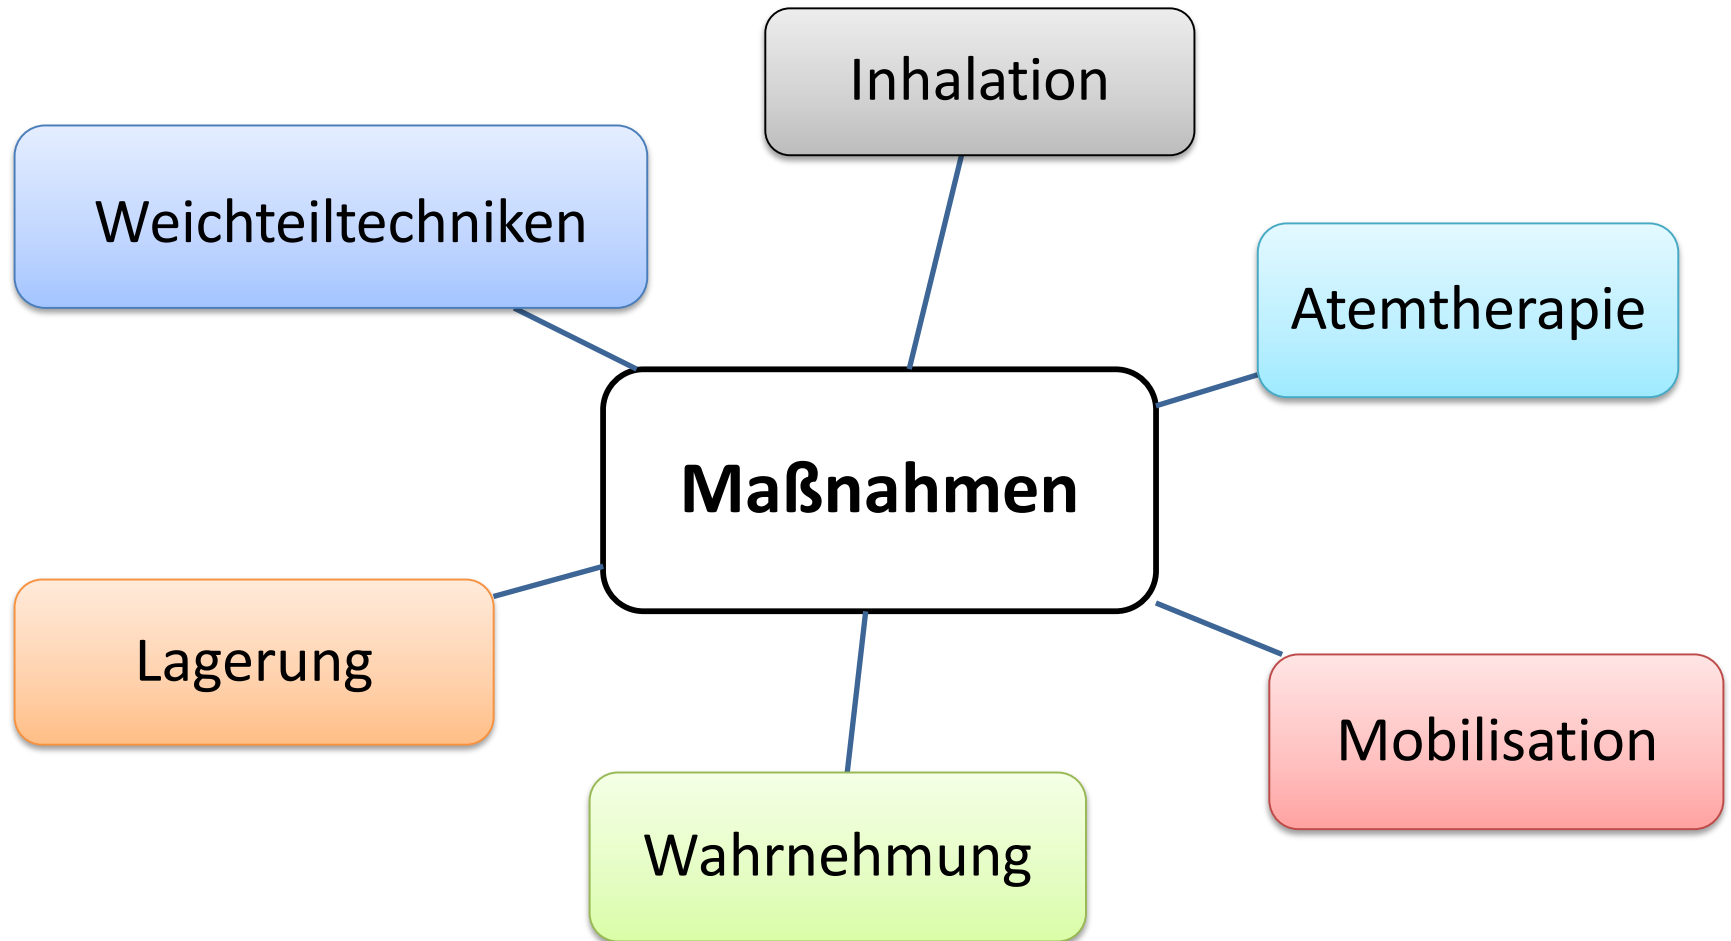 Inhalation
Weichteiltechniken
Atemtherapie
Maßnahmen
Lagerung
Mobilisation
Wahrnehmung